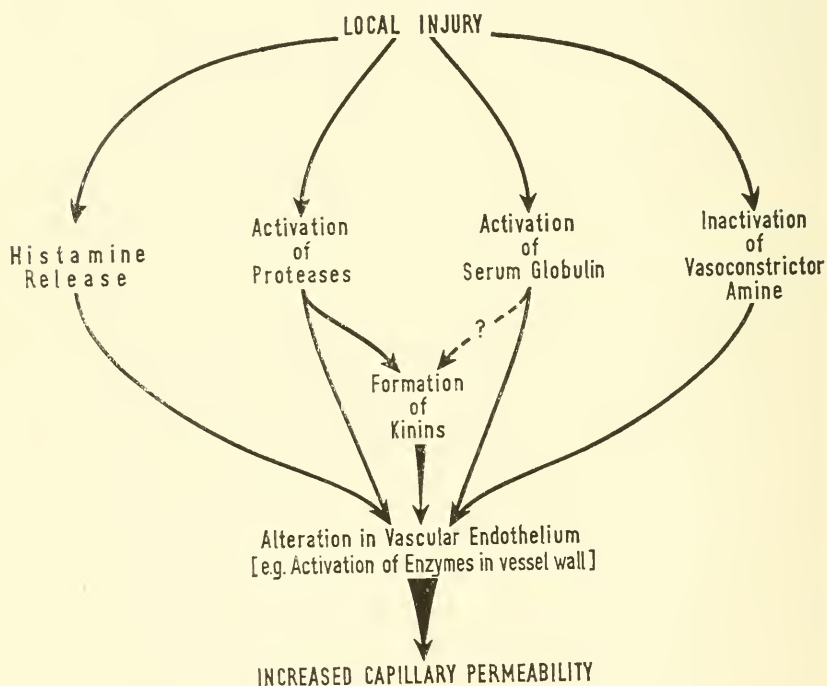 LOCAL INJURY
Histamine
Release
Activation
of
Proteases
Activation
of
Serum Globulin
Inactivation
of
Vasoconstrictor
Amine
?
Formation
of
Kinins
Alteration in Vascular Endothelium
[e.g. Activation of Enzymes in vessel wall]
INCREASED CAPILLARY PERMEABILITY